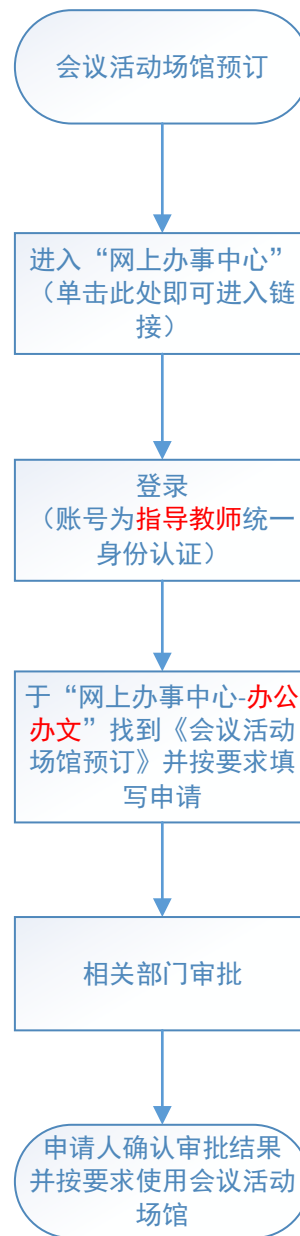 会议活动场馆预订
进入“网上办事中心”
（单击此处即可进入链
接）
登录
（账号为指导教师统一
身份认证）
于“网上办事中心-办公
办文”找到《会议活动
场馆预订》并按要求填
写申请
相关部门审批
申请人确认审批结果
并按要求使用会议活动
场馆